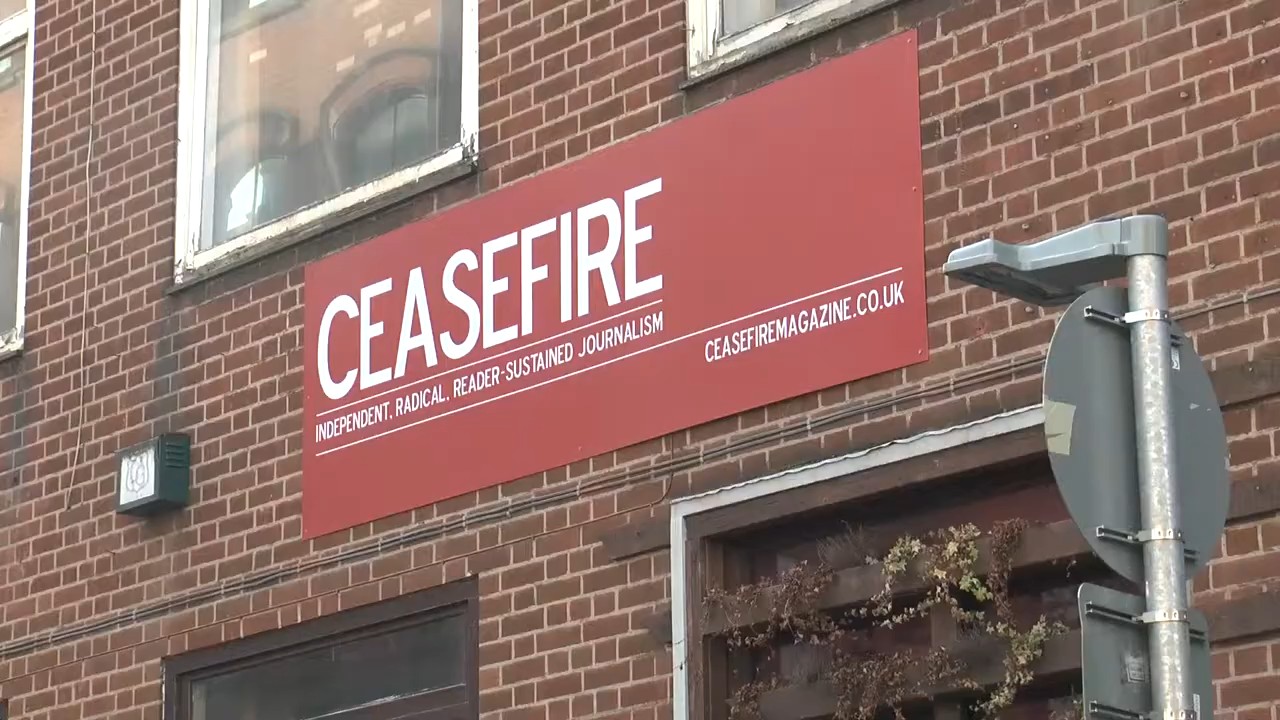 CEASEFIRE
INDEPENDENT. RADICAL. READER-SUSTAINED JOURNALISM
CEASEFIREMAGAZINE.CO.UK